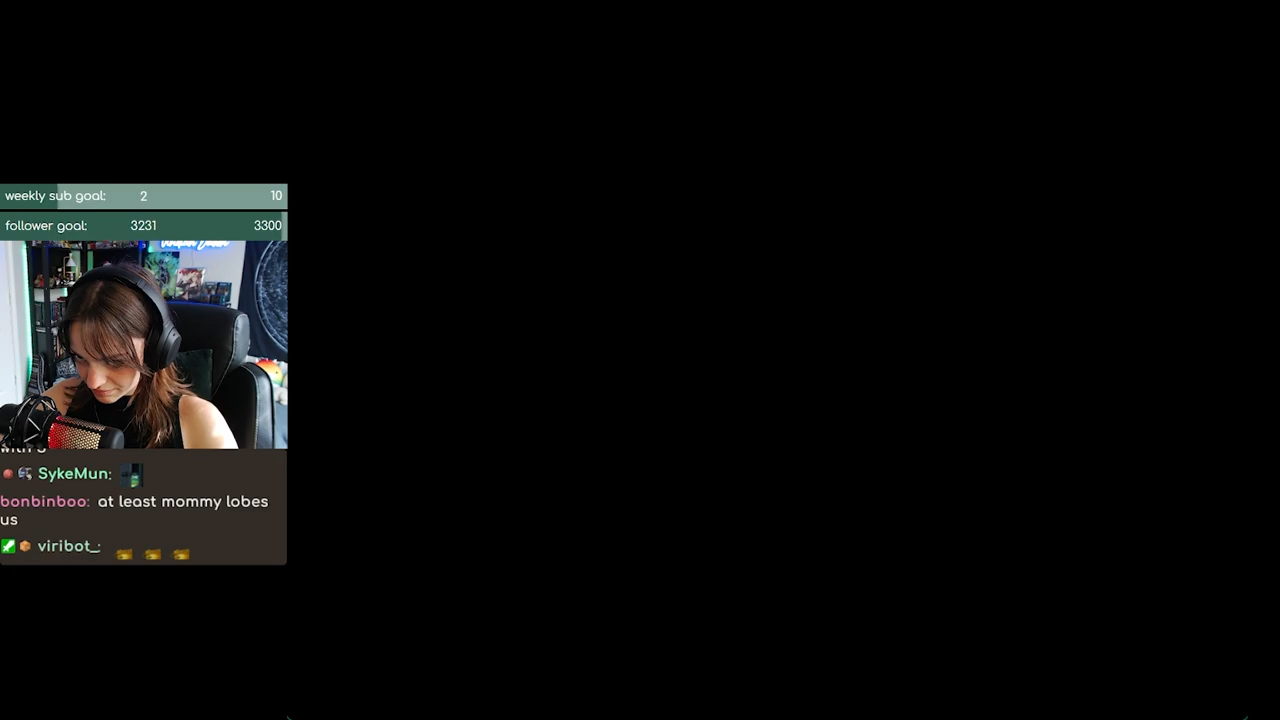 weekly sub goal: 2 10
follower goal: 3231 3300
SykeMun:
bonbinboo: at least mommy lobes
us
viribot_: